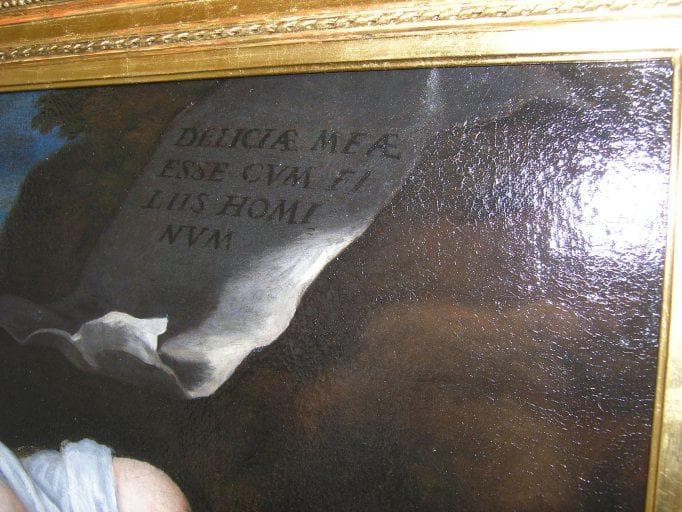 DELICIÆ MEÆ
ESSE CVM FI
LIIS HOMI
NVM